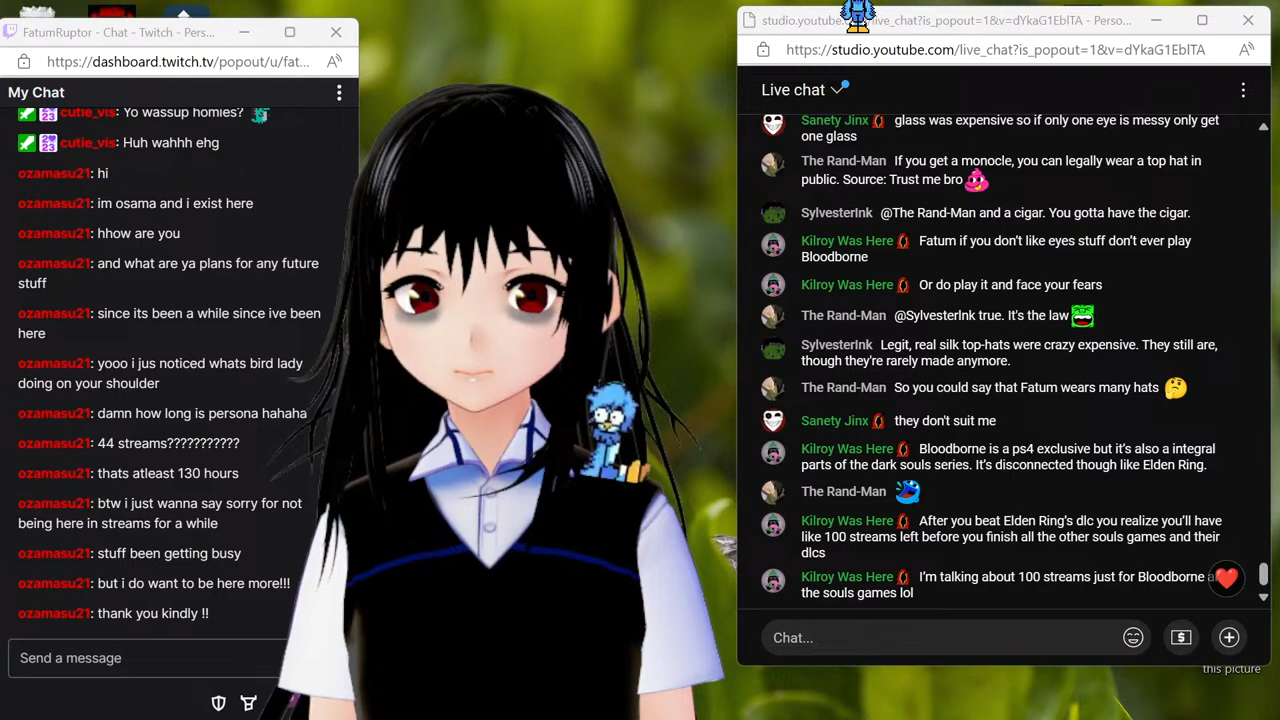 FatumRuptor - Chat - Twitch - Pers...
https://dashboard.twitch.tv/popout/u/fat...
My Chat
cutie_vis: Yo wassup homies?
cutie_vis: Huh wahhh ehg
ozamasu21: hi
ozamasu21: im osama and i exist here
ozamasu21: hhow are you
ozamasu21: and what are ya plans for any future
stuff
ozamasu21: since its been a while since ive been
here
ozamasu21: yooo i jus noticed whats bird lady
doing on your shoulder
ozamasu21: damn how long is persona hahaha
ozamasu21: 44 streams???????????
ozamasu21: thats atleast 130 hours
ozamasu21: btw i just wanna say sorry for not
being here in streams for a while
ozamasu21: stuff been getting busy
ozamasu21: but i do want to be here more!!!
ozamasu21: thank you kindly !!
Send a message
studio.youtube.      /live_chat?is_popout=1&v=dYkaG1EblTA - Perso...
https://studio.youtube.com/live_chat?is_popout=1&v=dYkaG1EblTA
Live chat
Sanety Jinx glass was expensive so if only one eye is messy only get
one glass
The Rand-Man If you get a monocle, you can legally wear a top hat in
public. Source: Trust me bro
SylvesterInk @The Rand-Man and a cigar. You gotta have the cigar.
Kilroy Was Here Fatum if you don't like eyes stuff don't ever play
Bloodborne
Kilroy Was Here Or do play it and face your fears
The Rand-Man @SylvesterInk true. It's the law
SylvesterInk Legit, real silk top-hats were crazy expensive. They still are,
though they're rarely made anymore.
The Rand-Man So you could say that Fatum wears many hats
Sanety Jinx they don't suit me
Kilroy Was Here Bloodborne is a ps4 exclusive but it's also a integral
parts of the dark souls series. It's disconnected though like Elden Ring.
The Rand-Man
Kilroy Was Here After you beat Elden Ring's dlc you realize you'll have
like 100 streams left before you finish all the other souls games and their
dlcs
Kilroy Was Here I'm talking about 100 streams just for Bloodborne
the souls games lol
Chat...
this picture